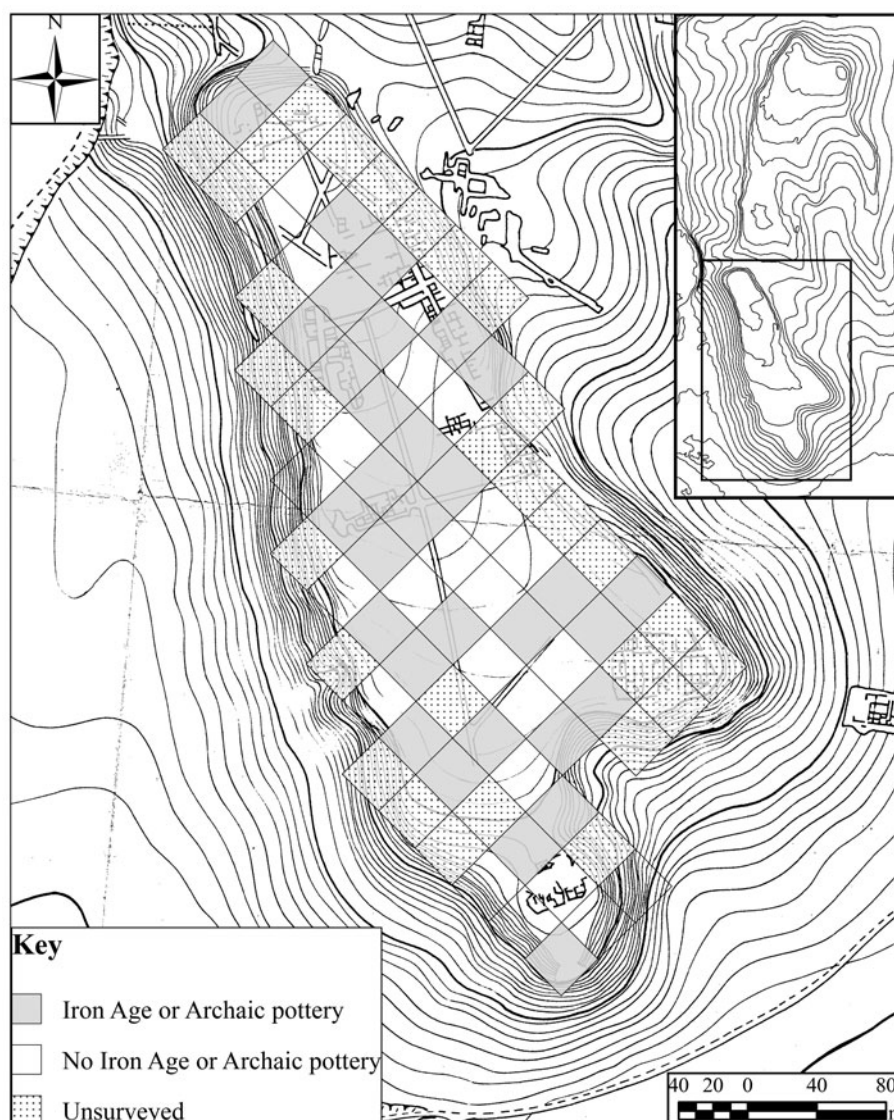 N
Key
Iron Age or Archaic pottery
No Iron Age or Archaic pottery
Unsurveyed
40 20 0 40 80